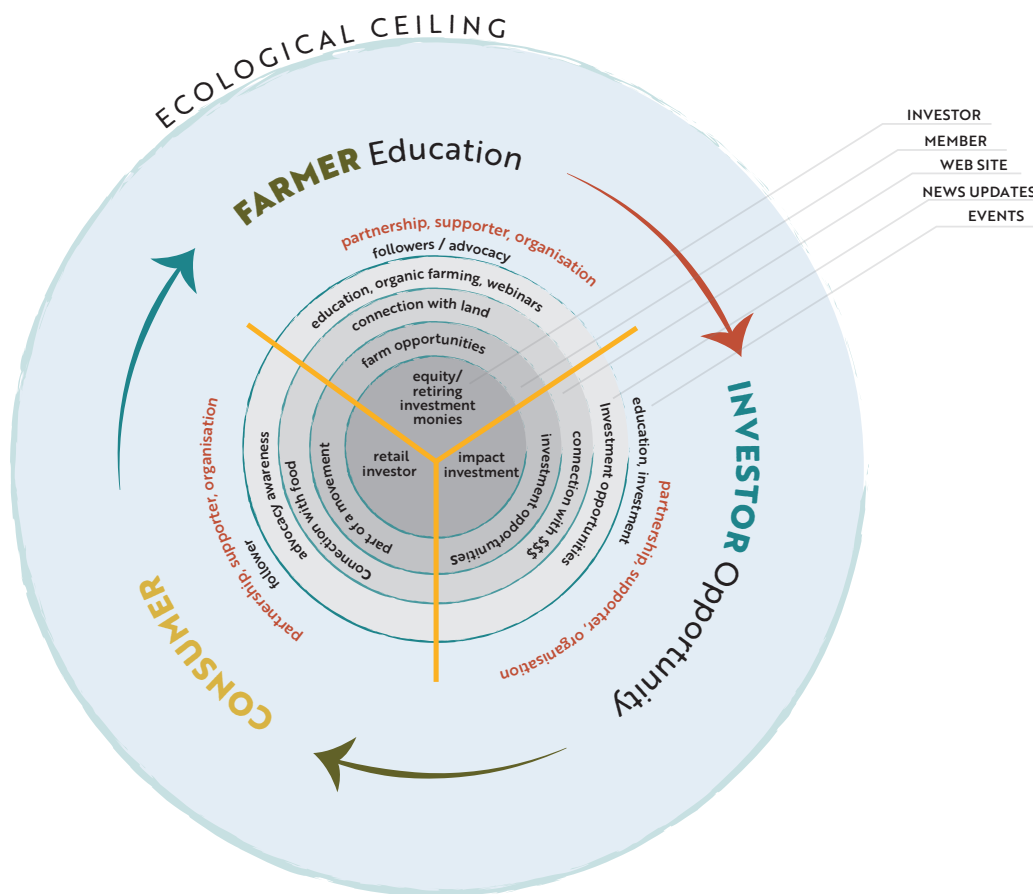 ECOLOGICAL CEILING
FARMER Education
INVESTOR
MEMBER
WEB SITE
NEWS UPDATES
EVENTS
partnership, supporter, organisation
followers / advocacy
education, organic farming, webinars
connection with land
farm opportunities
equity/
retiring
investment
monies
retail
investor
impact
investment
INVESTOR Opportunity
partnership, supporter, organisation
education, investment
Investment opportunities
connection with $$$
investment opportunities
CONSUMER
partnership, supporter, organisation
follower
advocacy awareness
Connection with food
part of a movement